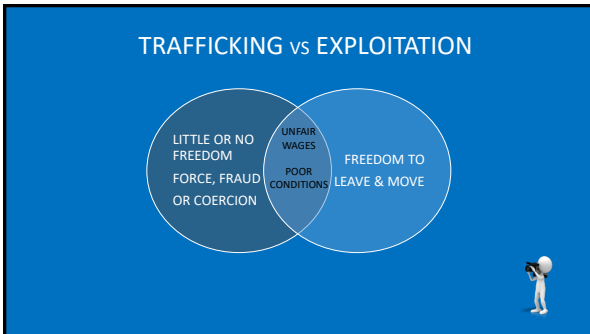 TRAFFICKING VS EXPLOITATION
LITTLE OR NO
FREEDOM
FORCE, FRAUD
OR COERCION
UNFAIR
WAGES
POOR
CONDITIONS
FREEDOM TO
LEAVE & MOVE